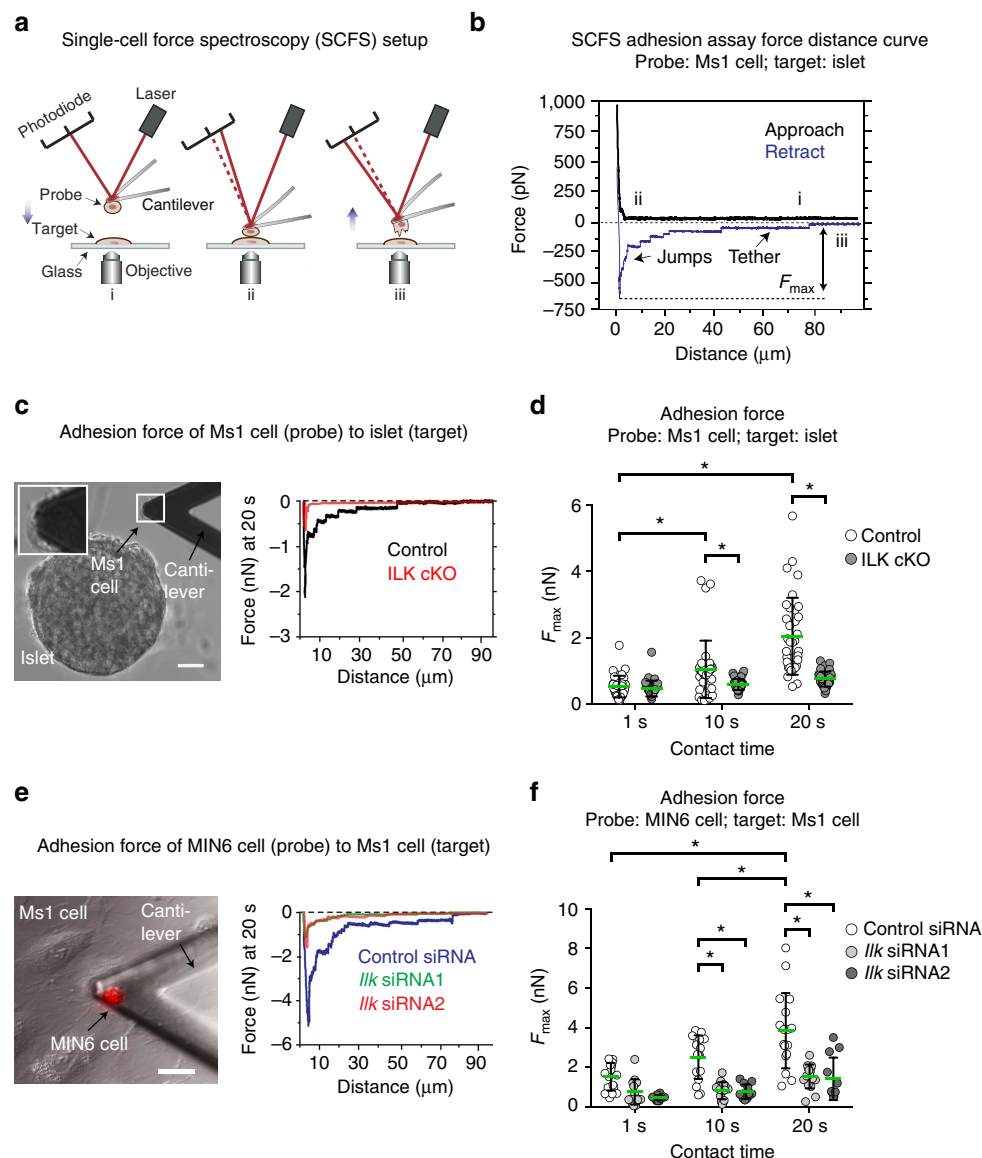 a
Single-cell force spectroscopy (SCFS) setup
Photodiode
Laser
Probe
Cantilever
Target
Glass
Objective
i
ii
iii
b
SCFS adhesion assay force distance curve
Probe: Ms1 cell; target: islet
Force (pN)
1,000
750
500
250
0
−250
−500
−750
Approach
Retract
ii
i
iii
Jumps
Tether
Fmax
0
20
40
60
80
Distance (μm)
c
Adhesion force of Ms1 cell (probe) to islet (target)
Ms1
cell
Canti-
lever
Islet
Force (nN) at 20 s
0
−1
−2
−3
Control
ILK cKO
10
30
50
70
90
Distance (μm)
d
Adhesion force
Probe: Ms1 cell; target: islet
*
*
*
*
Fmax (nN)
6
4
2
0
Control
ILK cKO
1 s
10 s
20 s
Contact time
e
Adhesion force of MIN6 cell (probe) to Ms1 cell (target)
Ms1 cell
Canti-
lever
MIN6 cell
Force (nN) at 20 s
0
−2
−4
−6
Control siRNA
Ilk siRNA1
Ilk siRNA2
10
30
50
70
90
Distance (μm)
f
Adhesion force
Probe: MIN6 cell; target: Ms1 cell
*
*
*
*
*
*
Fmax (nN)
10
8
6
4
2
0
Control siRNA
Ilk siRNA1
Ilk siRNA2
1 s
10 s
20 s
Contact time